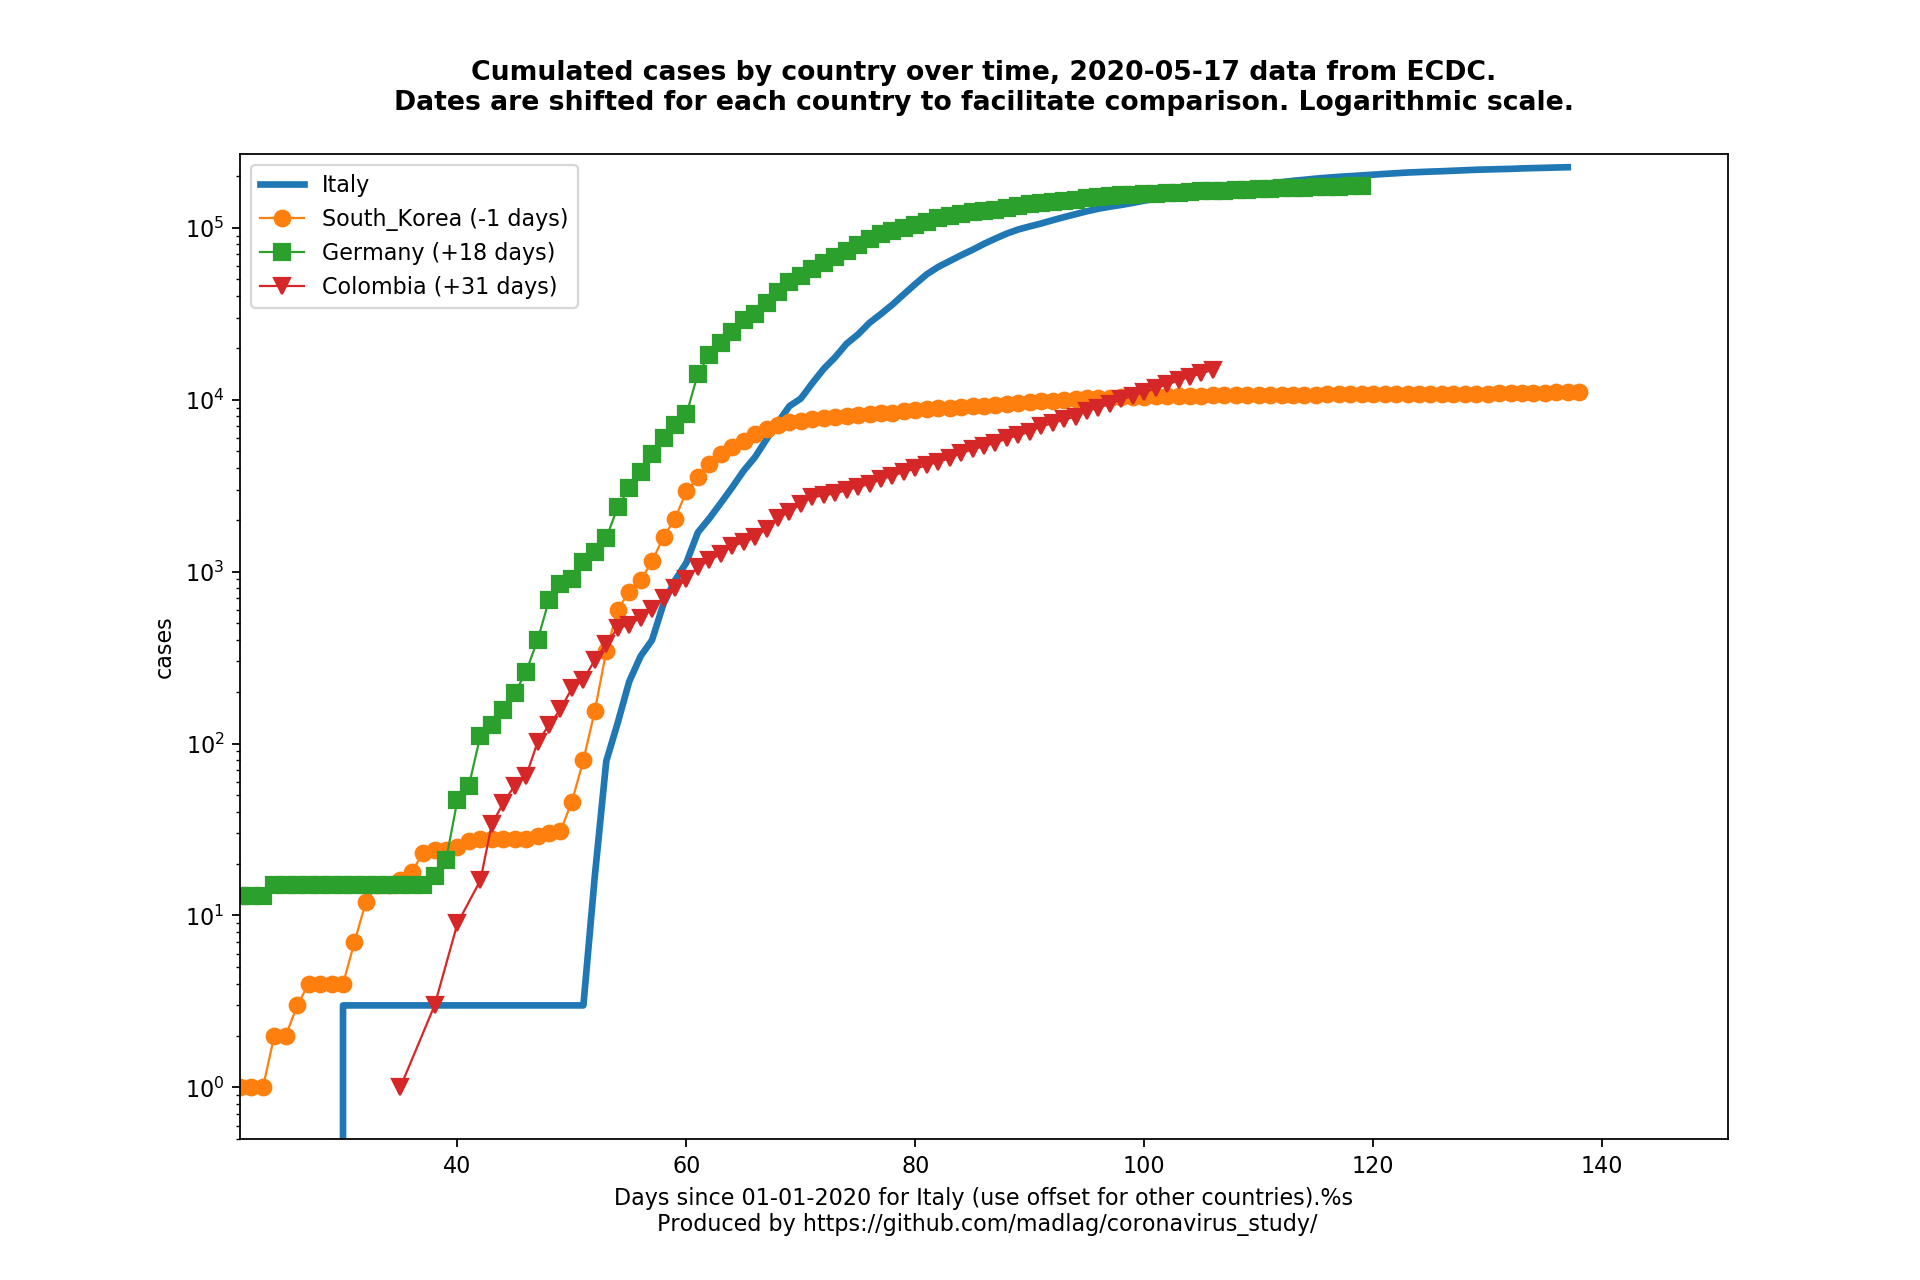 Cumulated cases by country over time, 2020-05-17 data from ECDC.
Dates are shifted for each country to facilitate comparison. Logarithmic scale.
Italy
South_Korea (-1 days)
Germany (+18 days)
Colombia (+31 days)
10^5
10^4
10^3
10^2
10^1
10^0
cases
40 60 80 100 120 140
Days since 01-01-2020 for Italy (use offset for other countries).%s
Produced by https://github.com/madlag/coronavirus_study/